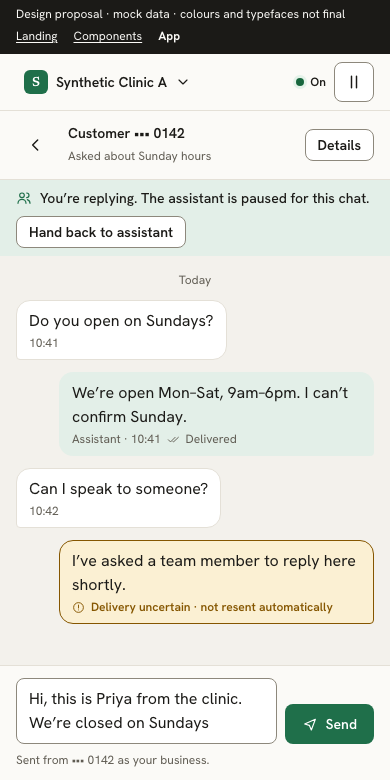 Design proposal · mock data · colours and typefaces not final
Landing Components App
S Synthetic Clinic A On
Customer ••• 0142
Asked about Sunday hours
Details
You’re replying. The assistant is paused for this chat.
Hand back to assistant
Today
Do you open on Sundays?
10:41
We’re open Mon–Sat, 9am–6pm. I can’t
confirm Sunday.
Assistant · 10:41 Delivered
Can I speak to someone?
10:42
I’ve asked a team member to reply here
shortly.
Delivery uncertain · not resent automatically
Hi, this is Priya from the clinic.
We’re closed on Sundays
Send
Sent from ••• 0142 as your business.